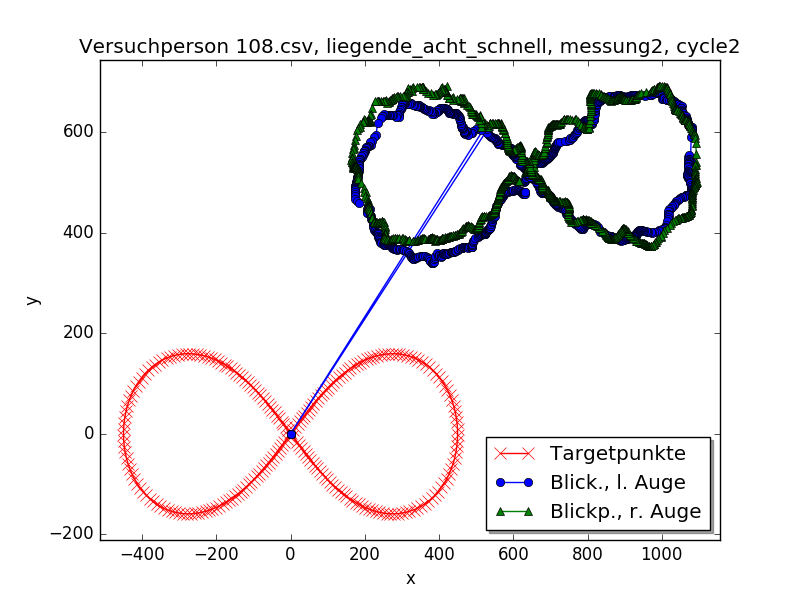 Versuchperson 108.csv, liegende_acht_schnell, messung2, cycle2
600
400
200
0
−200
y
−400 −200 0 200 400 600 800 1000
x
Targetpunkte
Blick., l. Auge
Blickp., r. Auge